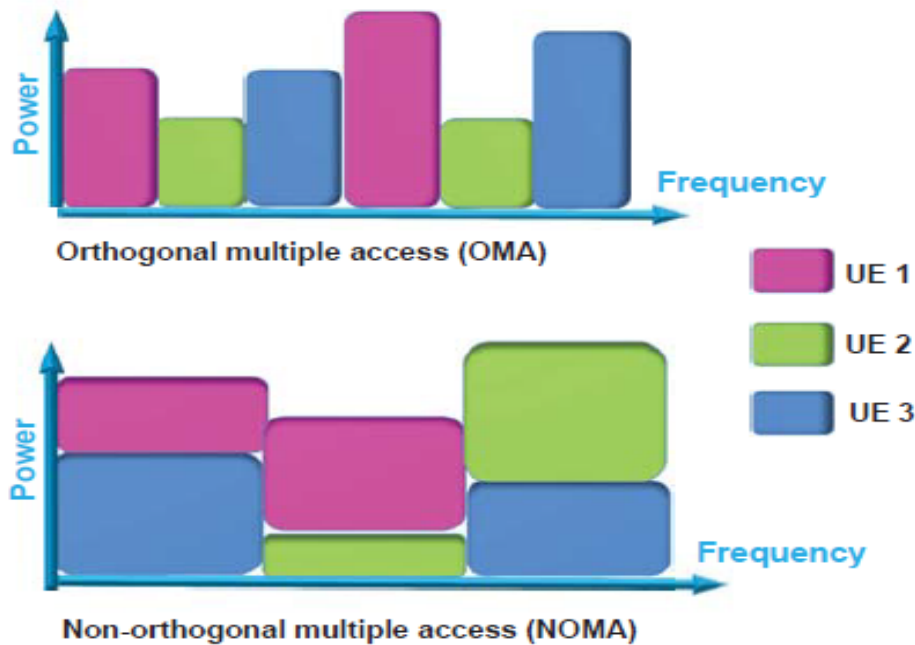 Power
Frequency
Orthogonal multiple access (OMA)
UE 1
UE 2
UE 3
Power
Frequency
Non-orthogonal multiple access (NOMA)